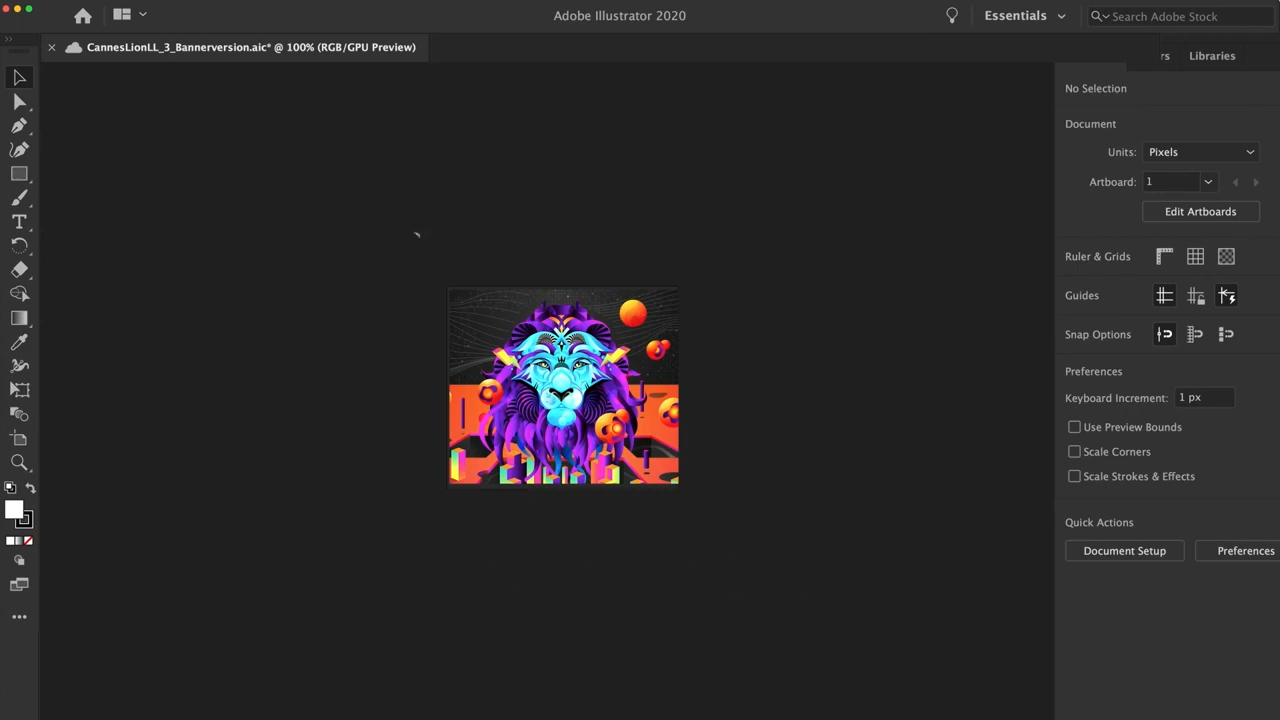 Adobe Illustrator 2020
Essentials
Search Adobe Stock
CannesLionLL_3_Bannerversion.aic* @ 100% (RGB/GPU Preview)
rs
Libraries
No Selection
Document
Units: Pixels
Artboard: 1
Edit Artboards
Ruler & Grids
Guides
Snap Options
Preferences
Keyboard Increment: 1 px
Use Preview Bounds
Scale Corners
Scale Strokes & Effects
Quick Actions
Document Setup
Preferences